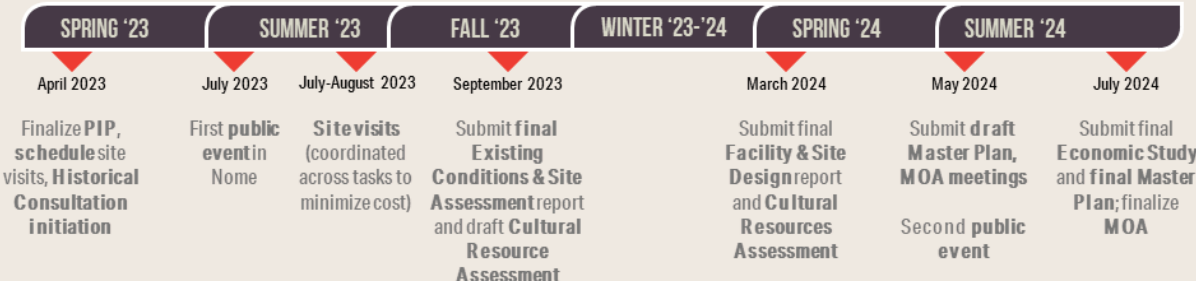 SPRING ‘23
SUMMER ‘23
FALL ‘23
WINTER ‘23-’24
SPRING ‘24
SUMMER ‘24
April 2023
July 2023
July-August 2023
September 2023
March 2024
May 2024
July 2024
Finalize PIP,
schedule site
visits, Historical
Consultation
initiation
First public
event in
Nome
Site visits
(coordinated
across tasks to
minimize cost)
Submit final
Existing
Conditions & Site
Assessment report
and draft Cultural
Resource
Assessment
Submit final
Facility & Site
Design report
and Cultural
Resources
Assessment
Submit draft
Master Plan,
MOA meetings
Second public
event
Submit final
Economic Study
and final Master
Plan; finalize
MOA